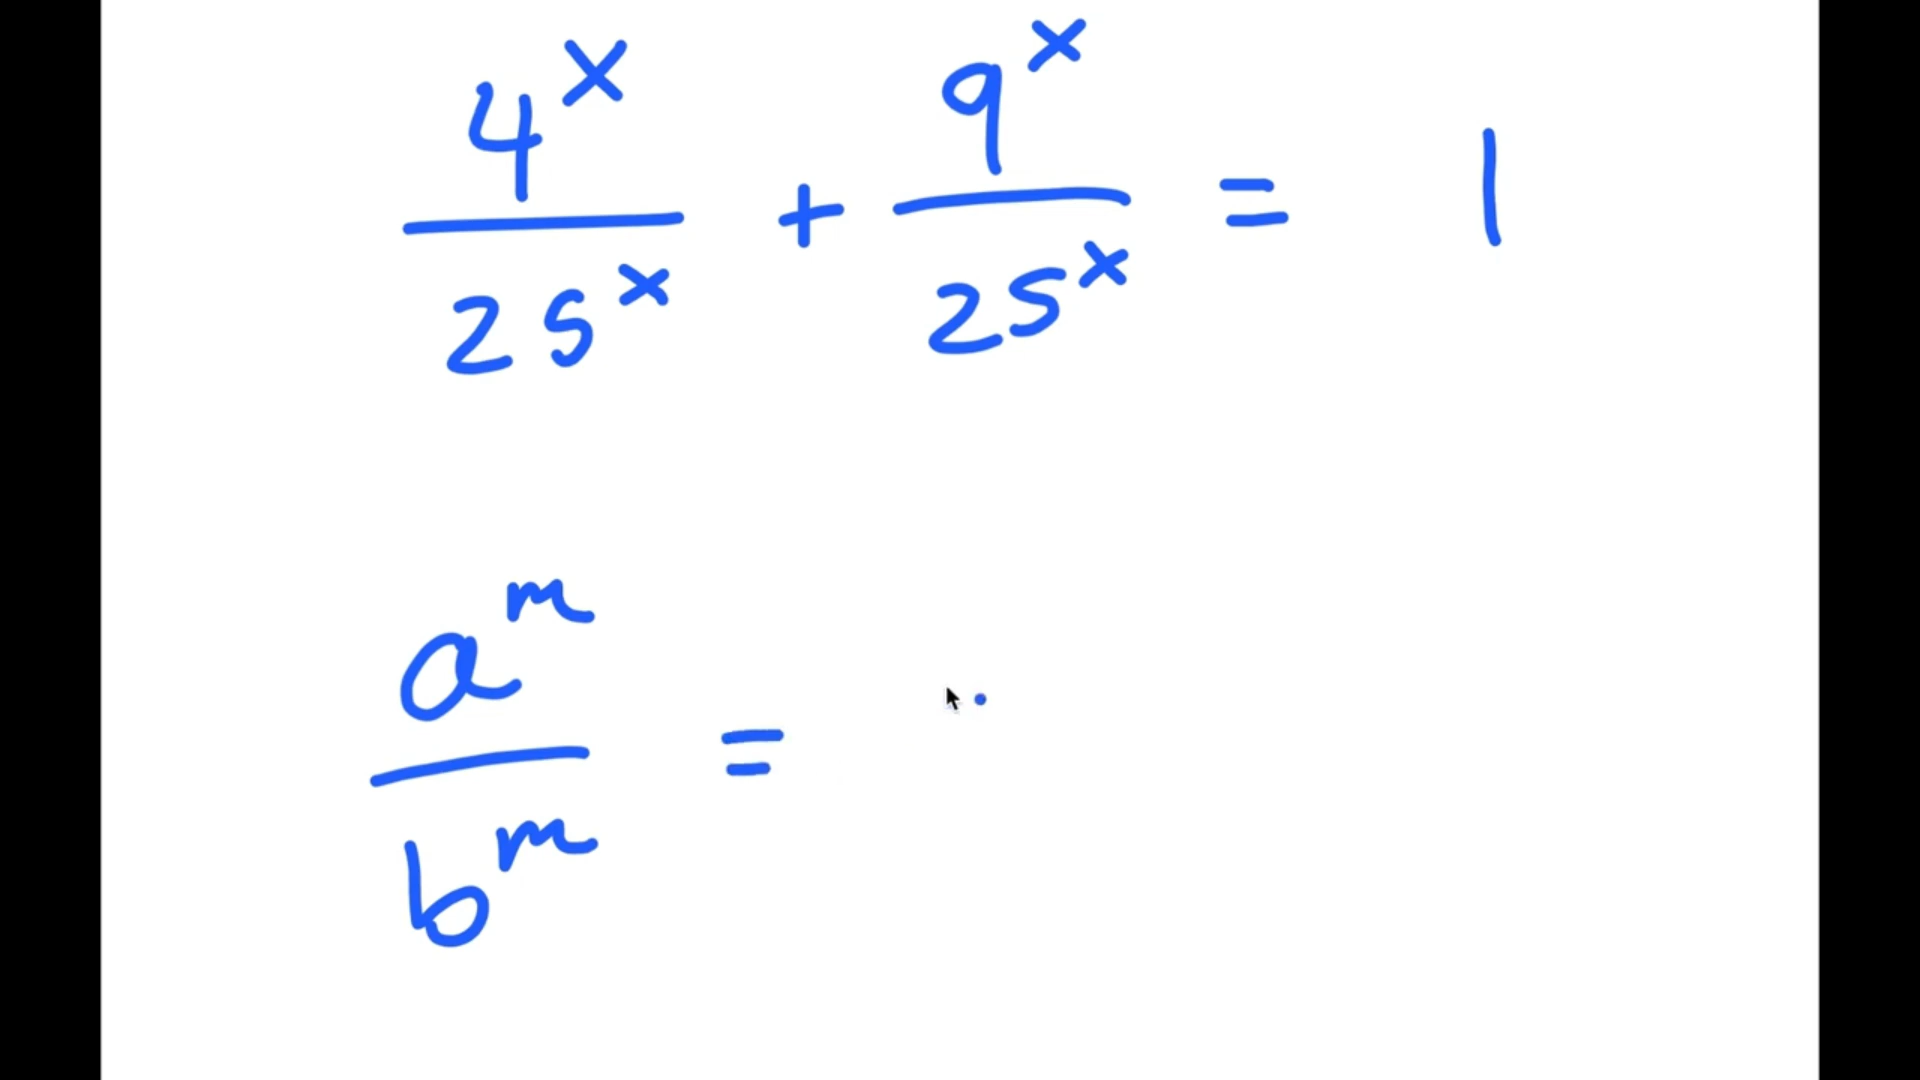 4^x/25^x + 9^x/25^x = 1
a^m/b^m =